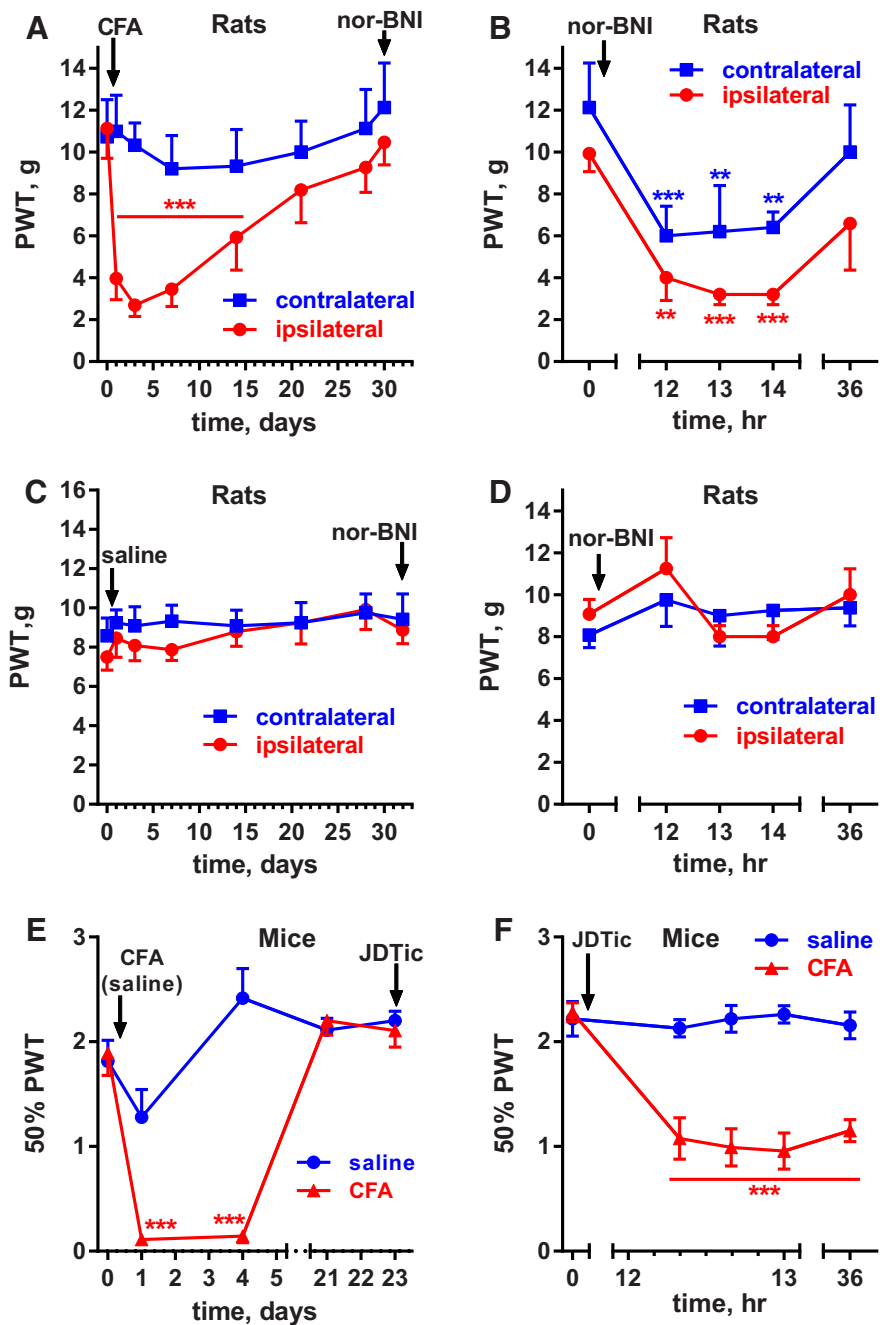 A
CFA
Rats
nor-BNI
PWT, g
14
12
10
8
6
4
2
0
***
contralateral
ipsilateral
0 5 10 15 20 25 30
time, days
B
nor-BNI
Rats
contralateral
ipsilateral
PWT, g
14
12
10
8
6
4
2
0
*** ** **
** *** ***
0 12 13 14 36
time, hr
C
Rats
saline
nor-BNI
PWT,g
16
14
12
10
8
6
4
2
0
contralateral
ipsilateral
0 5 10 15 20 25 30
time, days
D
Rats
nor-BNI
PWT, g
14
12
10
8
6
4
2
0
contralateral
ipsilateral
0 12 13 14 36
time, hr
E
Mice
CFA
(saline)
JDTic
50% PWT
3
2
1
0
saline
CFA
*** ***
0 1 2 3 4 5 21 22 23
time, days
F
JDTic
Mice
saline
CFA
50% PWT
3
2
1
0
***
0 12 13 36
time, hr